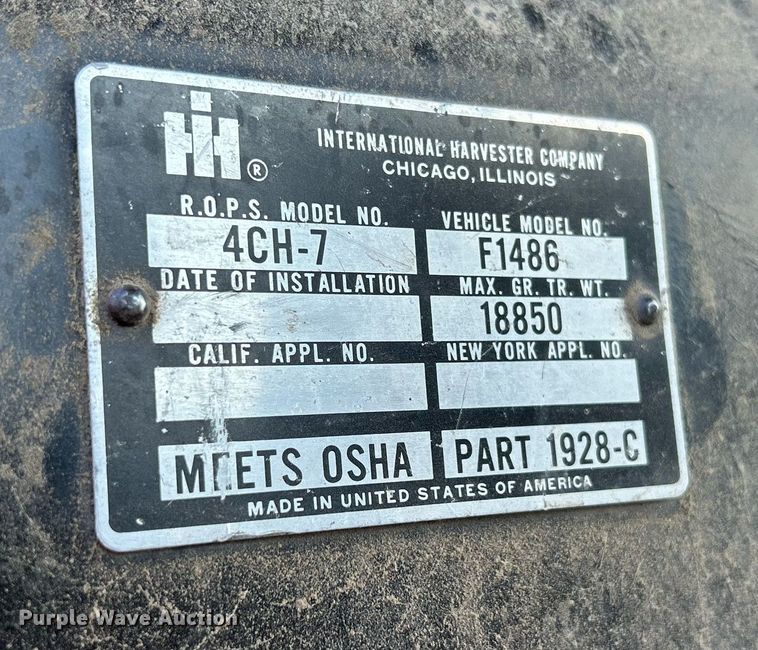 IH ®
INTERNATIONAL HARVESTER COMPANY
CHICAGO, ILLINOIS
R.O.P.S. MODEL NO. VEHICLE MODEL NO.
4CH-7 F1486
DATE OF INSTALLATION MAX. GR. TR. WT.
18850
CALIF. APPL. NO. NEW YORK APPL. NO.
MEETS OSHA PART 1928-C
MADE IN UNITED STATES OF AMERICA
Purple Wave Auction